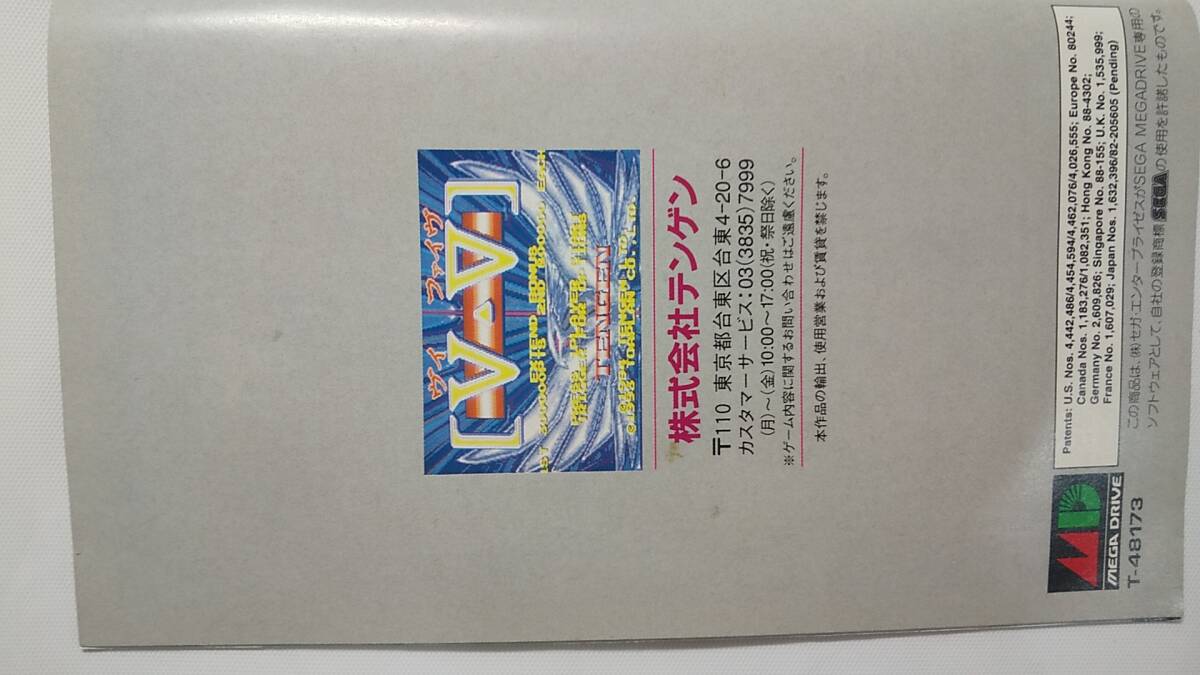 ヴイ ファイヴ
[V-V]
TENGEN
株式会社テンゲン
〒110 東京都台東区台東4-20-6
カスタマーサービス:03(3835)7999
(月)~(金)10:00~17:00(祝・祭日除く)
※ゲーム内容に関するお問い合わせはご遠慮ください。
本作品の輸出、使用営業および賃貸を禁じます。
MEGA DRIVE
T-48173
Patents: U.S. Nos. 4,442,486/4,454,594/4,462,076/4,026,555; Europe No. 80244;
Canada Nos. 1,183,276/1,082,351; Hong Kong No. 88-4302;
Germany No. 2,609,826; Singapore No. 88-155; U.K. No. 1,535,999;
France No. 1,607,029; Japan Nos. 1,632,396/82-205605 (Pending)
この商品は、(株)セガ・エンタープライゼスがSEGA MEGADRIVE専用の
ソフトウェアとして、自社の登録商標SEGAの使用を許諾したものです。